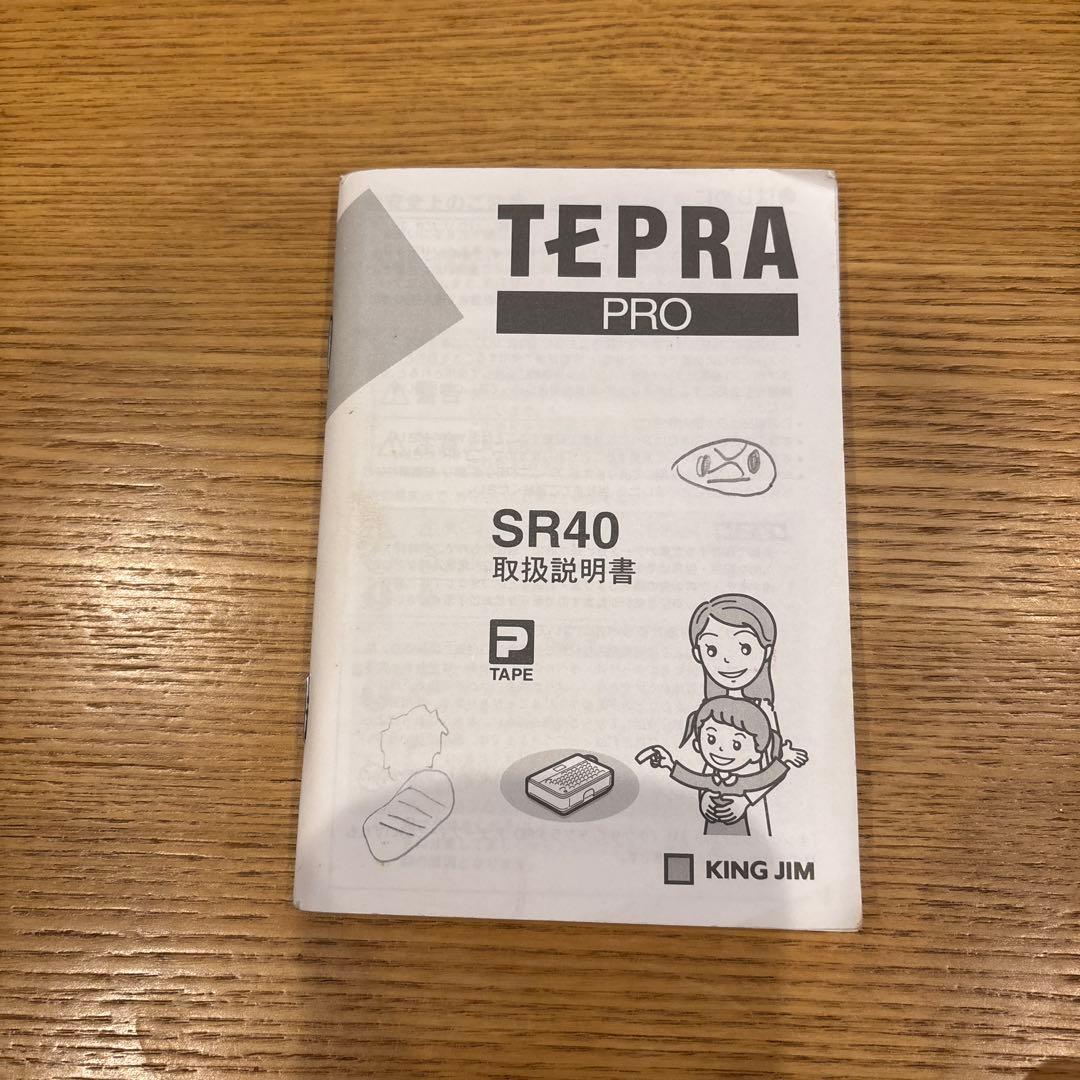 TEPRA
PRO
SR40
取扱説明書
P
TAPE
KING JIM